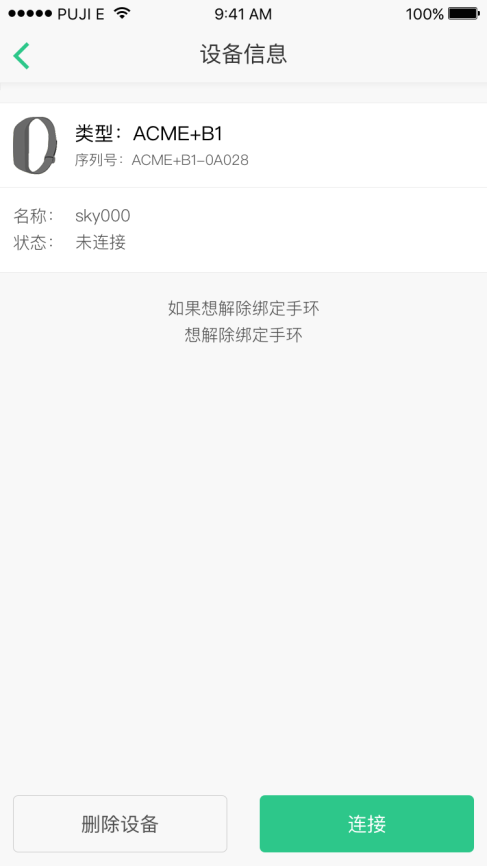 PUJI E
9:41 AM
100%
设备信息
类型：ACME+B1
序列号：ACME+B1-0A028
名称： sky000
状态： 未连接
如果想解除绑定手环
想解除绑定手环
删除设备
连接